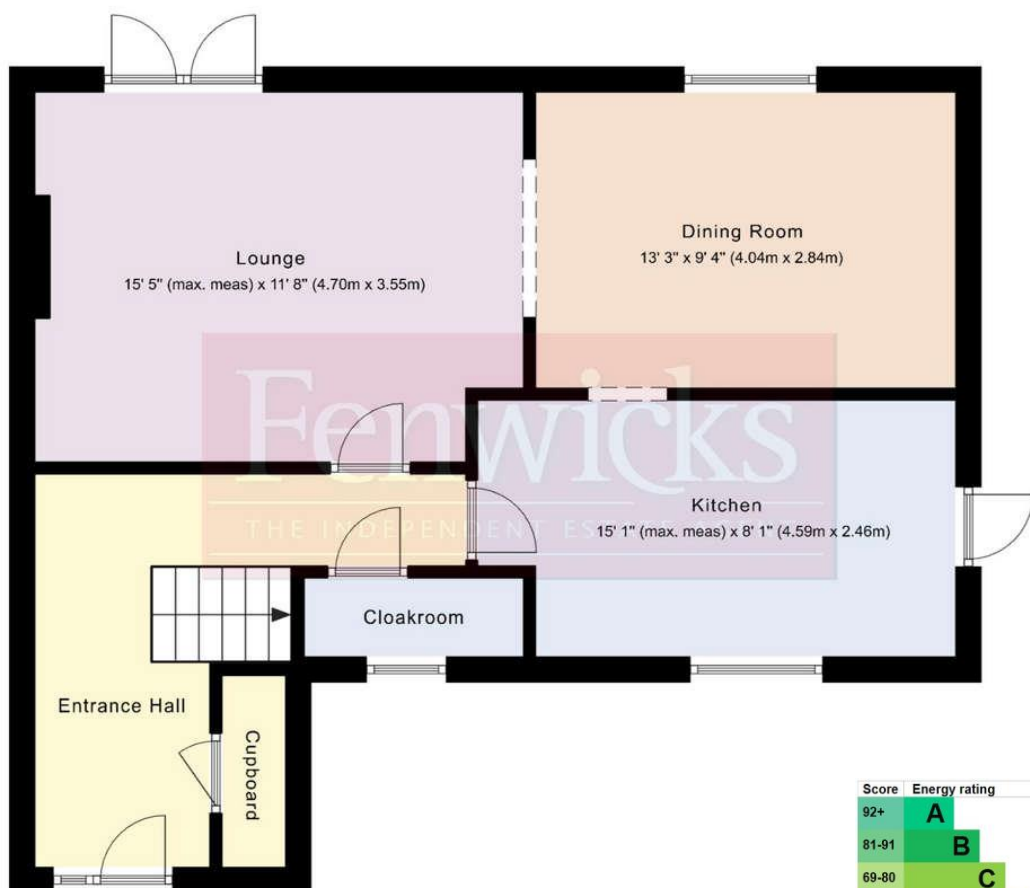 Lounge
15' 5" (max. meas) x 11' 8" (4.70m x 3.55m)
Dining Room
13' 3" x 9' 4" (4.04m x 2.84m)
Fenwicks
THE INDEPENDENT ESTATE AGENT
Kitchen
15' 1" (max. meas) x 8' 1" (4.59m x 2.46m)
Cloakroom
Entrance Hall
Cupboard
Score Energy rating
92+ A
81-91 B
69-80 C